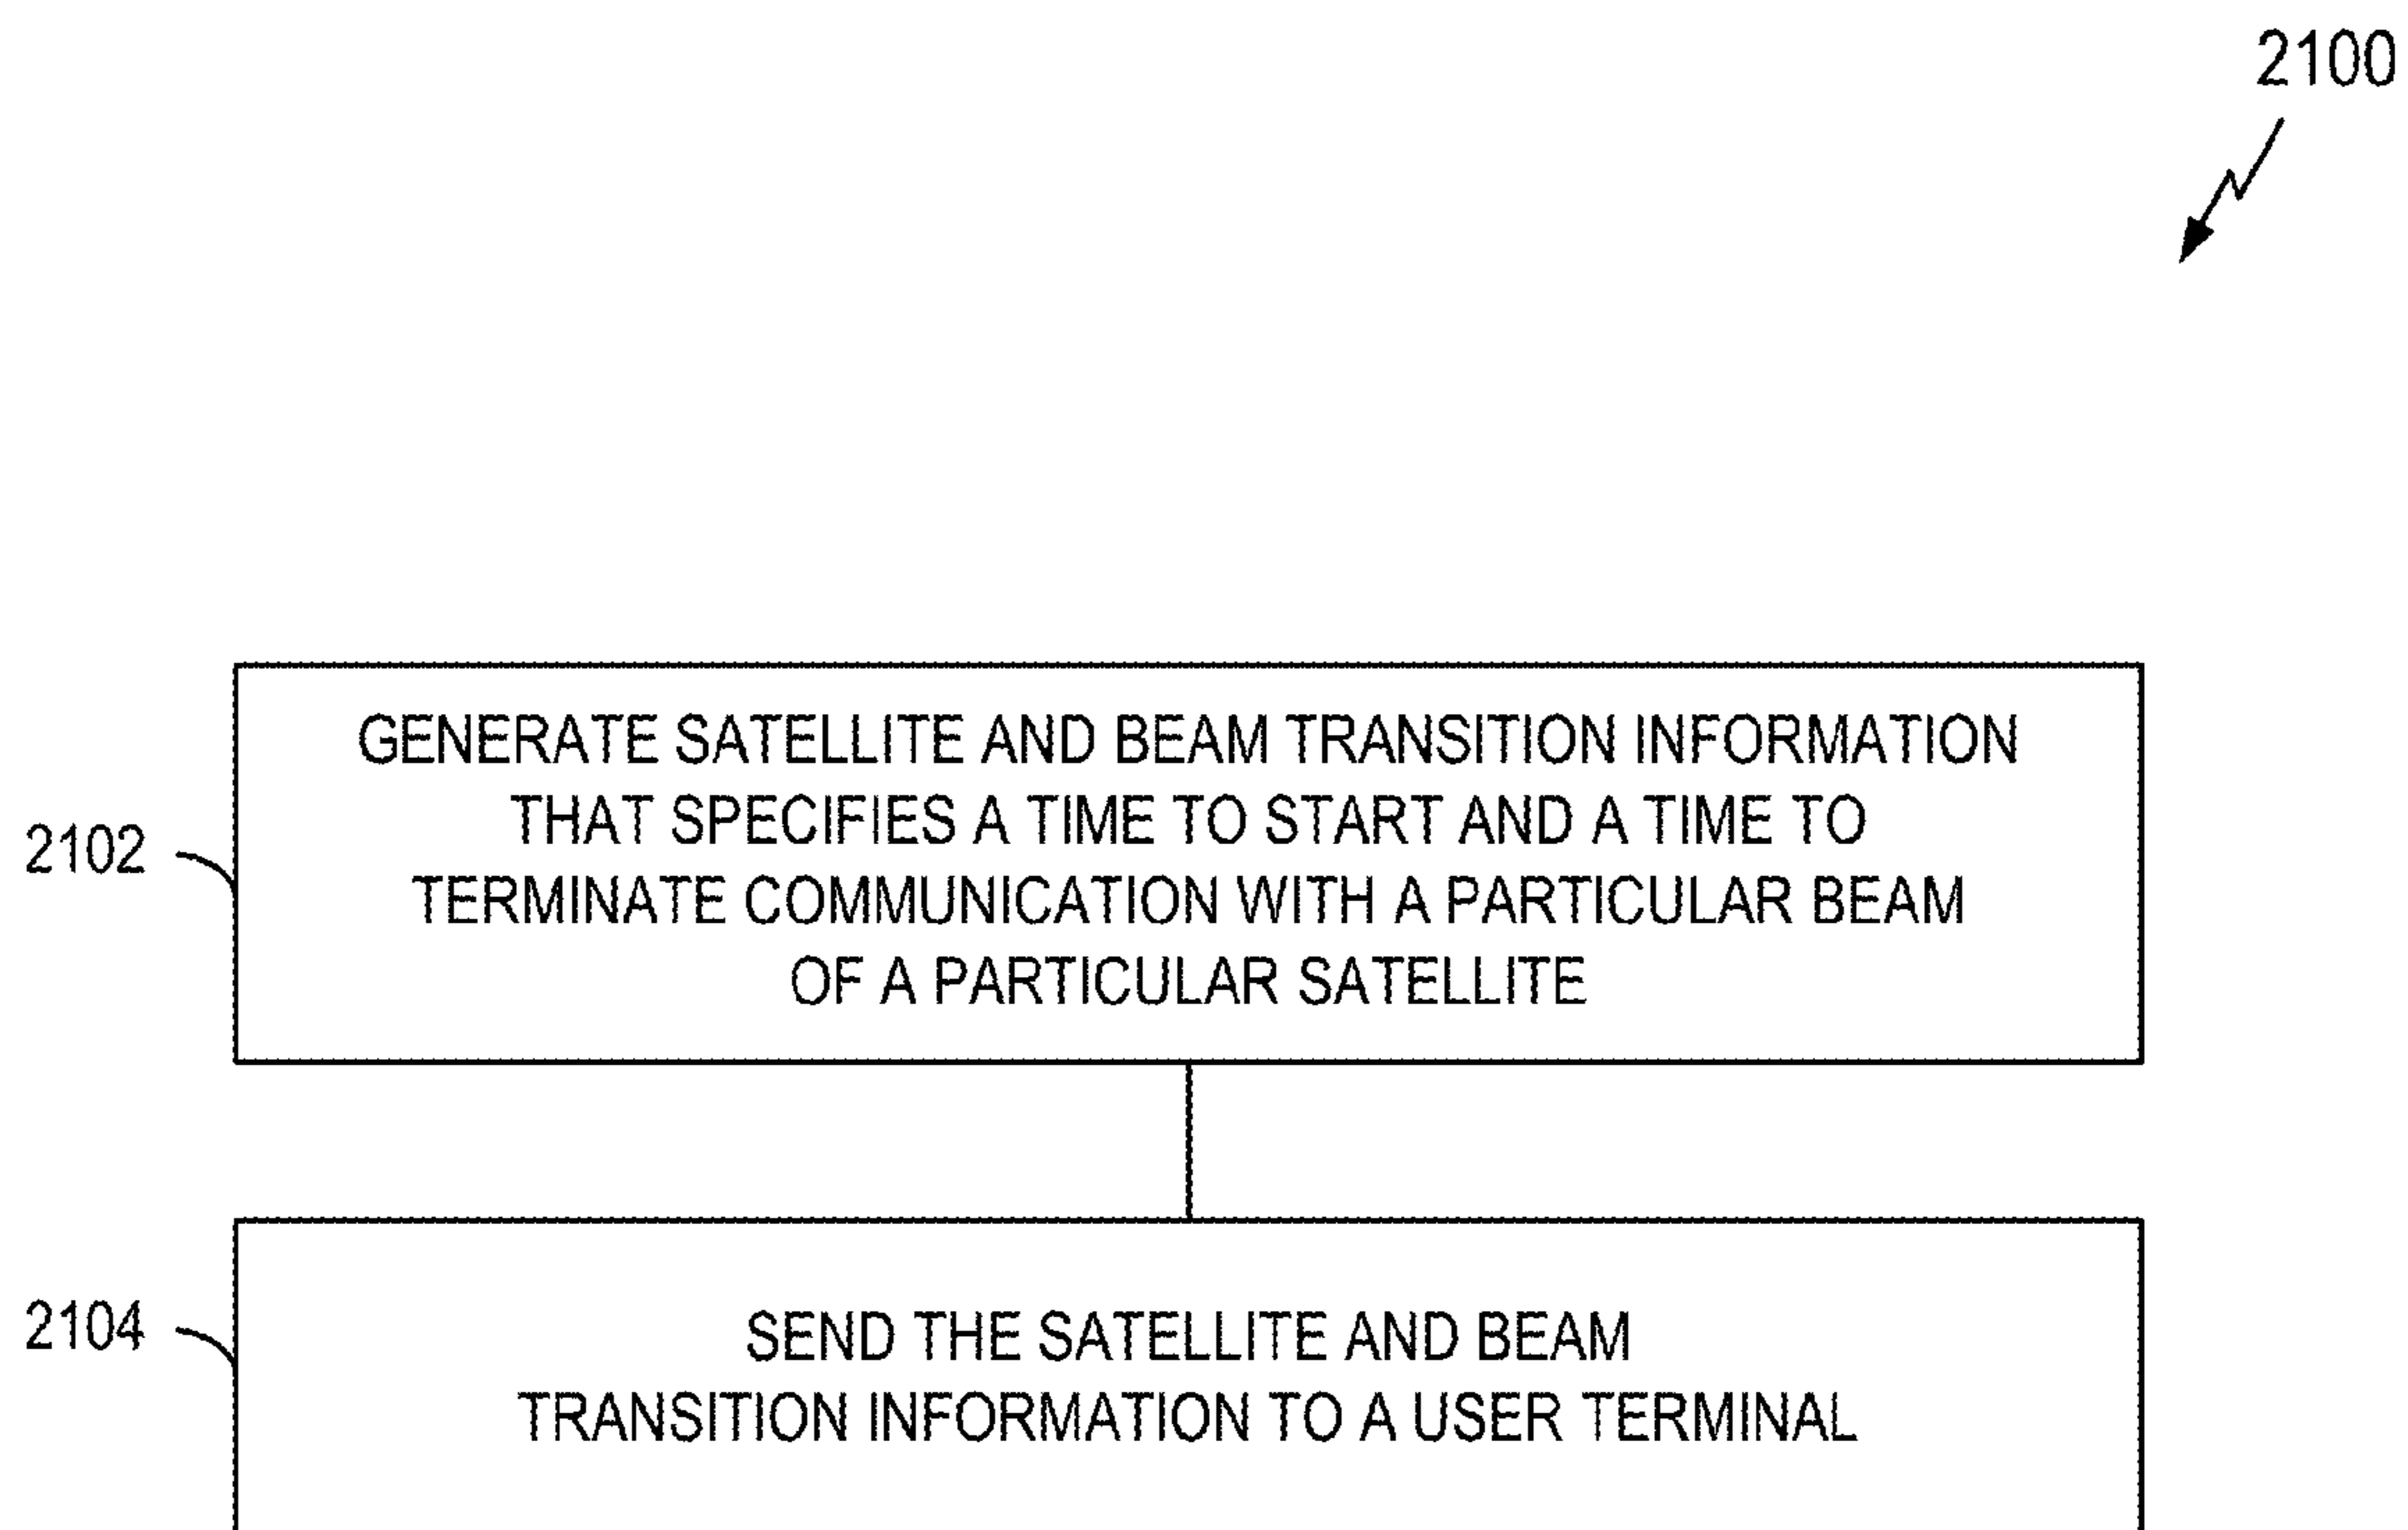 2100
GENERATE SATELLITE AND BEAM TRANSITION INFORMATION
THAT SPECIFIES A TIME TO START AND A TIME TO
TERMINATE COMMUNICATION WITH A PARTICULAR BEAM
OF A PARTICULAR SATELLITE
2102
SEND THE SATELLITE AND BEAM
TRANSITION INFORMATION TO A USER TERMINAL
2104